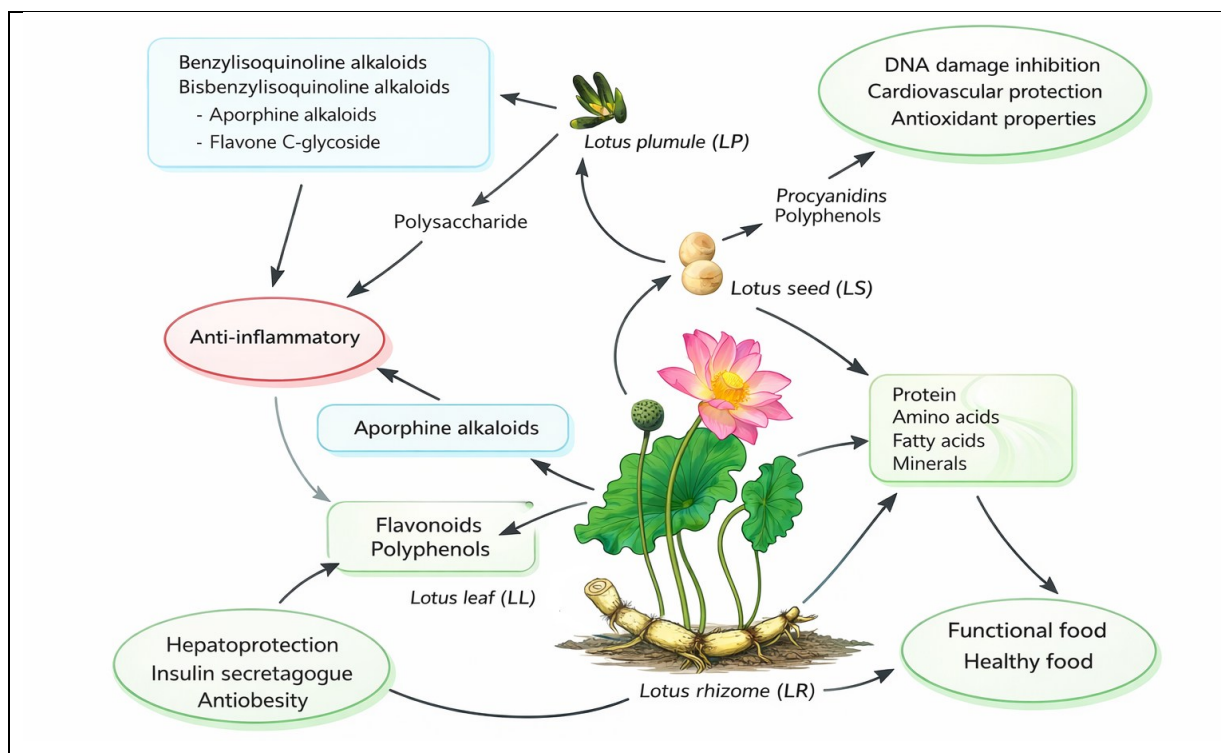 Benzylisoquinoline alkaloids
Bisbenzylisoquinoline alkaloids
- Aporphine alkaloids
- Flavone C-glycoside
Lotus plumule (LP)
DNA damage inhibition
Cardiovascular protection
Antioxidant properties
Polysaccharide
Procyanidins
Polyphenols
Lotus seed (LS)
Anti-inflammatory
Aporphine alkaloids
Protein
Amino acids
Fatty acids
Minerals
Flavonoids
Polyphenols
Lotus leaf (LL)
Hepatoprotection
Insulin secretagogue
Antiobesity
Lotus rhizome (LR)
Functional food
Healthy food